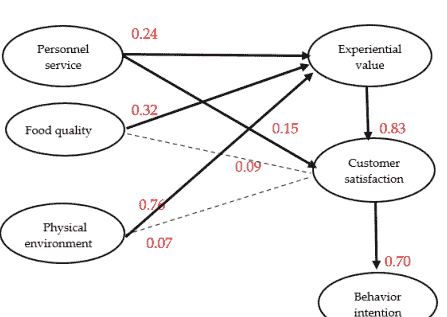 0.24
Personnel
service
Experiential
value
0.32
Food quality
0.15
0.83
0.09
Customer
satisfaction
0.76
Physical
environment
0.07
0.70
Behavior
intention